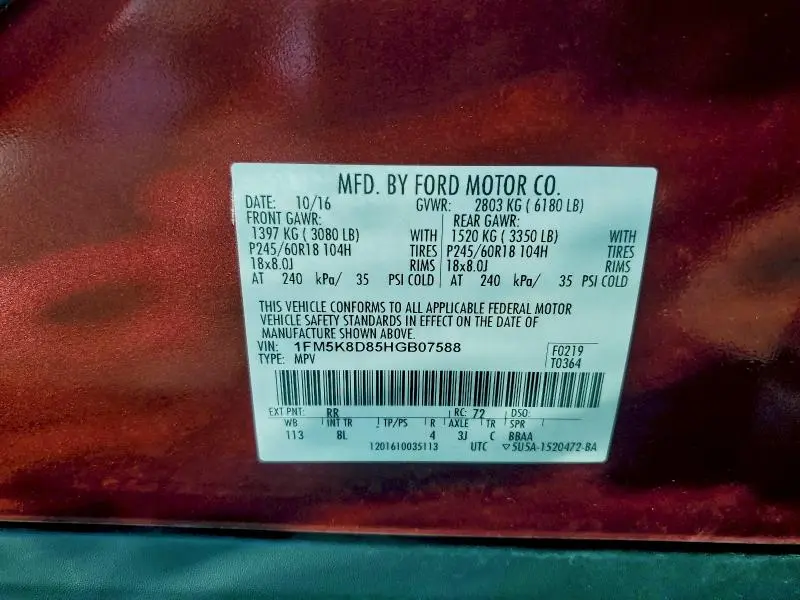 MFD. BY FORD MOTOR CO.
DATE: 10/16 GVWR: 2803 KG ( 6180 LB)
FRONT GAWR: REAR GAWR:
1397 KG ( 3080 LB) WITH 1520 KG ( 3350 LB) WITH
P245/60R18 104H TIRES P245/60R18 104H TIRES
18x8.0J RIMS 18x8.0J RIMS
AT 240 kPa/ 35 PSI COLD AT 240 kPa/ 35 PSI COLD
THIS VEHICLE CONFORMS TO ALL APPLICABLE FEDERAL MOTOR
VEHICLE SAFETY STANDARDS IN EFFECT ON THE DATE OF
MANUFACTURE SHOWN ABOVE.
VIN: 1FM5K8D85HGB07588 F0219
TYPE: MPV T0364
EXT PNT: RR RC: 72 DSO:
WB INT TR TP/PS R AXLE TR SPR
113 BL 4 3J C BBAA
1201610035113 UTC ▽5U5A-1520472-BA